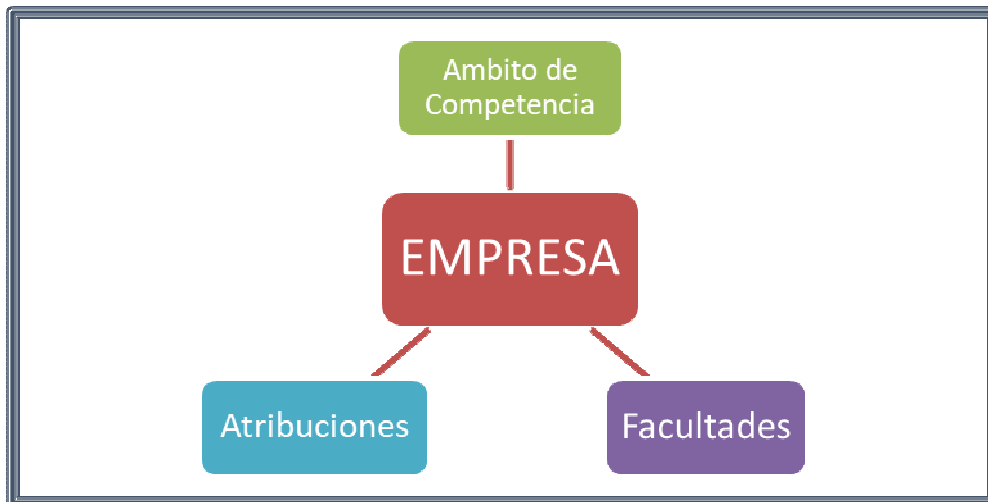 Ambito de
Competencia
EMPRESA
Atribuciones
Facultades